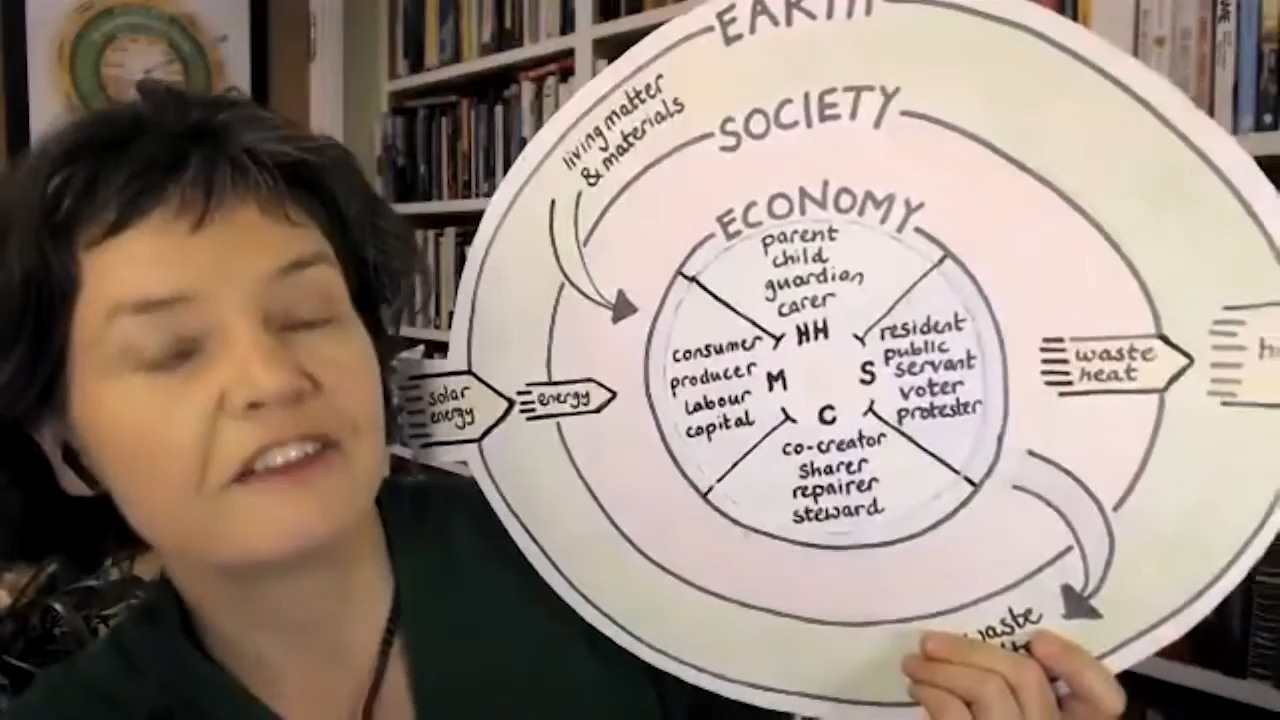 EARTH
living matter
& materials
SOCIETY
ECONOMY
parent
child
guardian
carer
HH
consumer
producer
labour
capital
M
resident
public
servant
voter
protester
S
C
co-creator
sharer
repairer
steward
solar
energy
energy
waste
heat
waste